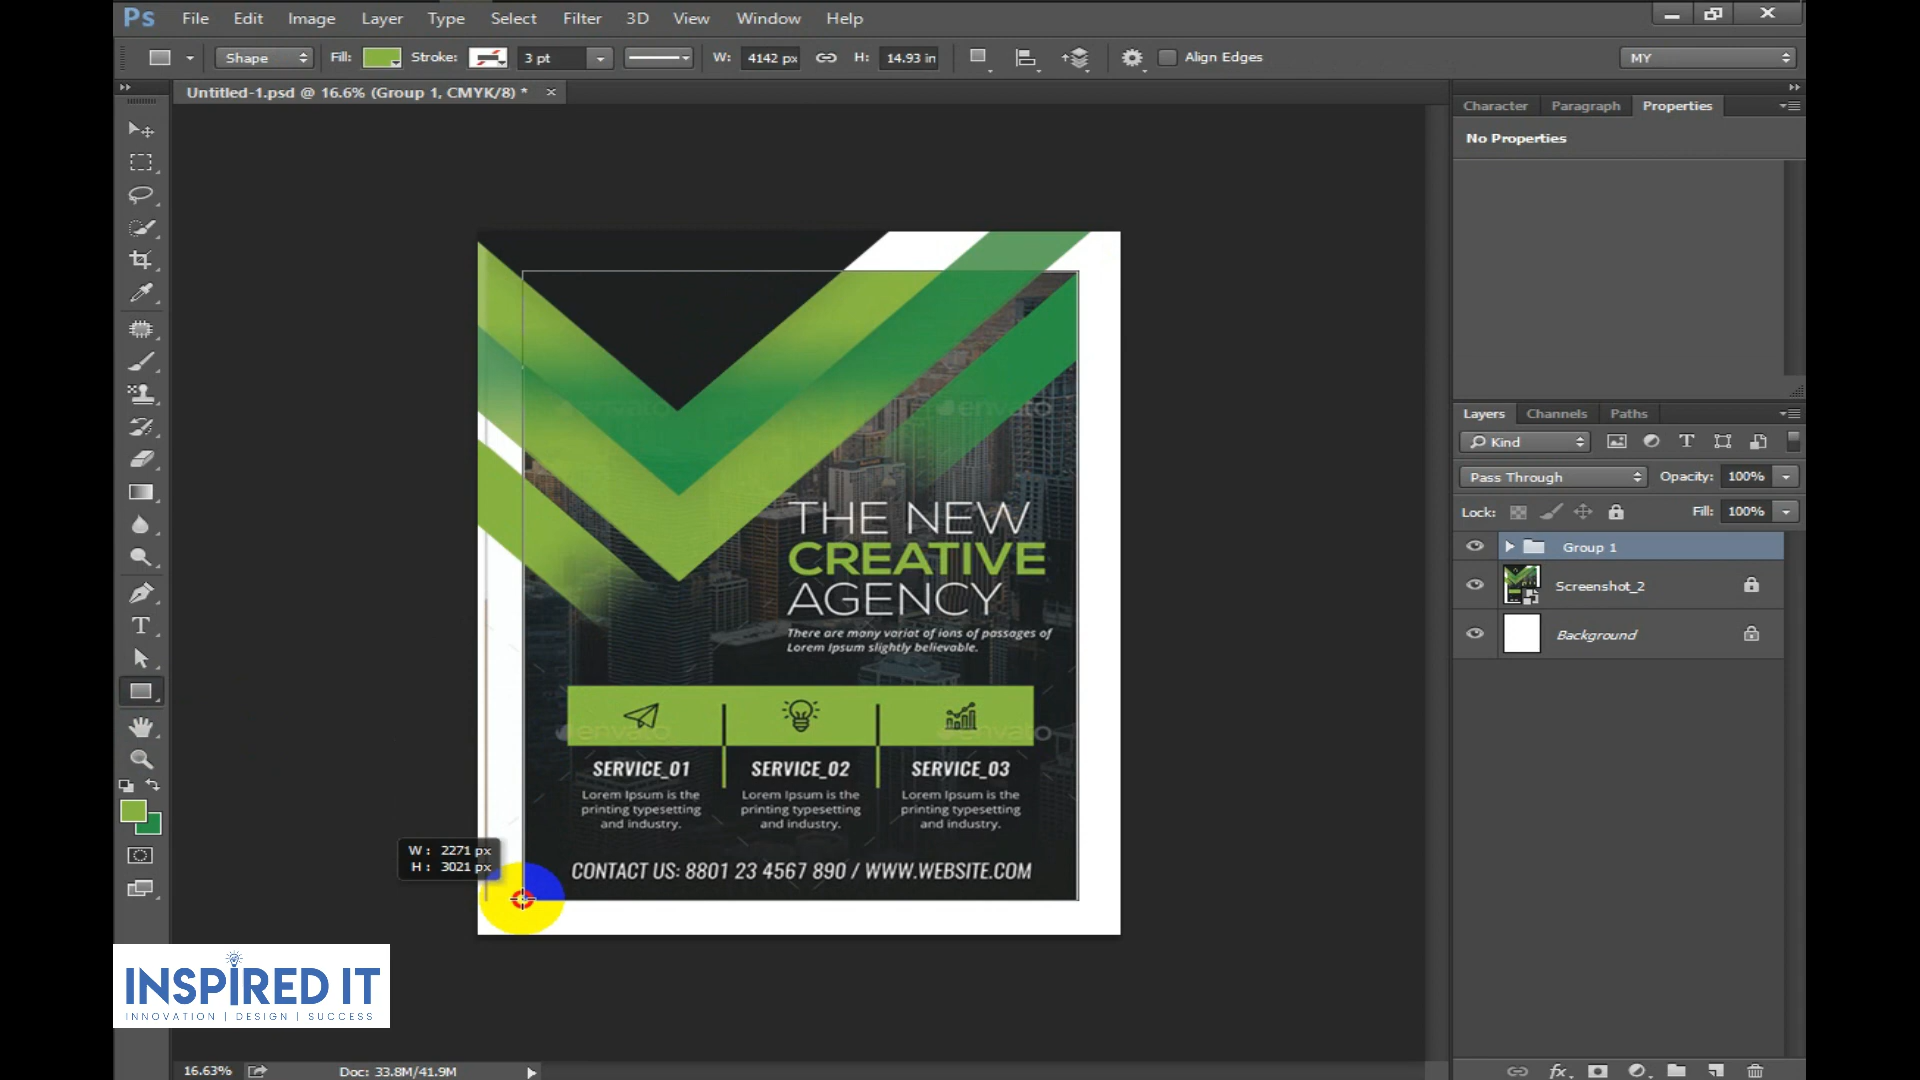 Ps File Edit Image Layer Type Select Filter 3D View Window Help
Shape Fill: Stroke: 3 pt W: 4142 px H: 14.93 in Align Edges MY
Untitled-1.psd @ 16.6% (Group 1, CMYK/8) * ×
Character Paragraph Properties
No Properties
Layers Channels Paths
Kind
Pass Through Opacity: 100%
Lock: Fill: 100%
Group 1
Screenshot_2
Background
envato envato
THE NEW
CREATIVE
AGENCY
There are many variat of ions of passages of
Lorem Ipsum slightly believable.
envato envato
SERVICE_01 SERVICE_02 SERVICE_03
Lorem Ipsum is the Lorem Ipsum is the Lorem Ipsum is the
printing typesetting printing typesetting printing typesetting
and industry. and industry. and industry.
W: 2271 px
H: 3021 px
CONTACT US: 8801 23 4567 890 / WWW.WEBSITE.COM
INSPIRED IT
INNOVATION | DESIGN | SUCCESS
16.63% Doc: 33.8M/41.9M
fx